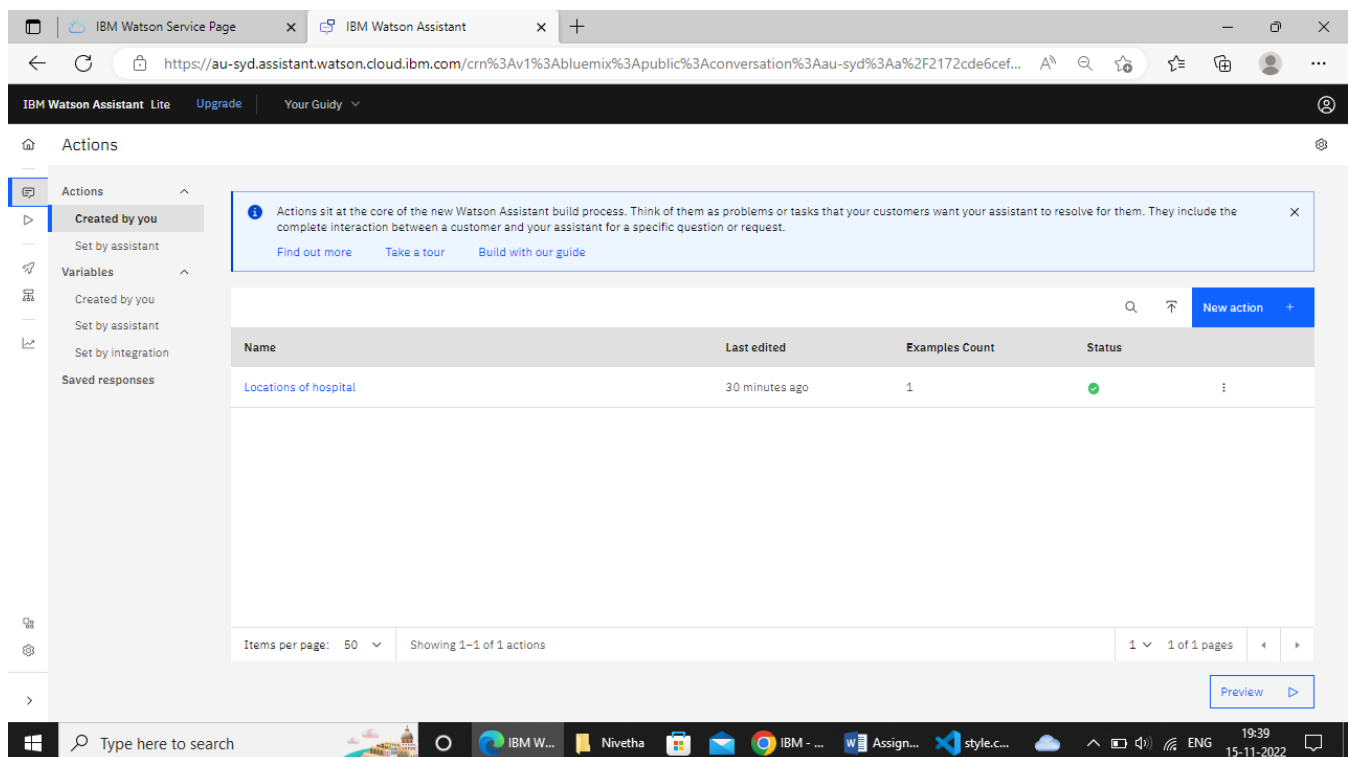 IBM Watson Service Page
IBM Watson Assistant
https://au-syd.assistant.watson.cloud.ibm.com/crn%3Av1%3Abluemix%3Apublic%3Aconversation%3Aau-syd%3Aa%2F2172cde6cef...
IBM Watson Assistant Lite Upgrade Your Guidy
Actions
Actions
Created by you
Set by assistant
Variables
Created by you
Set by assistant
Set by integration
Saved responses
Actions sit at the core of the new Watson Assistant build process. Think of them as problems or tasks that your customers want your assistant to resolve for them. They include the
complete interaction between a customer and your assistant for a specific question or request.
Find out more Take a tour Build with our guide
New action +
Name Last edited Examples Count Status
Locations of hospital 30 minutes ago 1
Items per page: 50 Showing 1–1 of 1 actions 1 1 of 1 pages
Preview
Type here to search IBM W... Nivetha IBM - ... Assign... style.c... ENG 19:39
15-11-2022